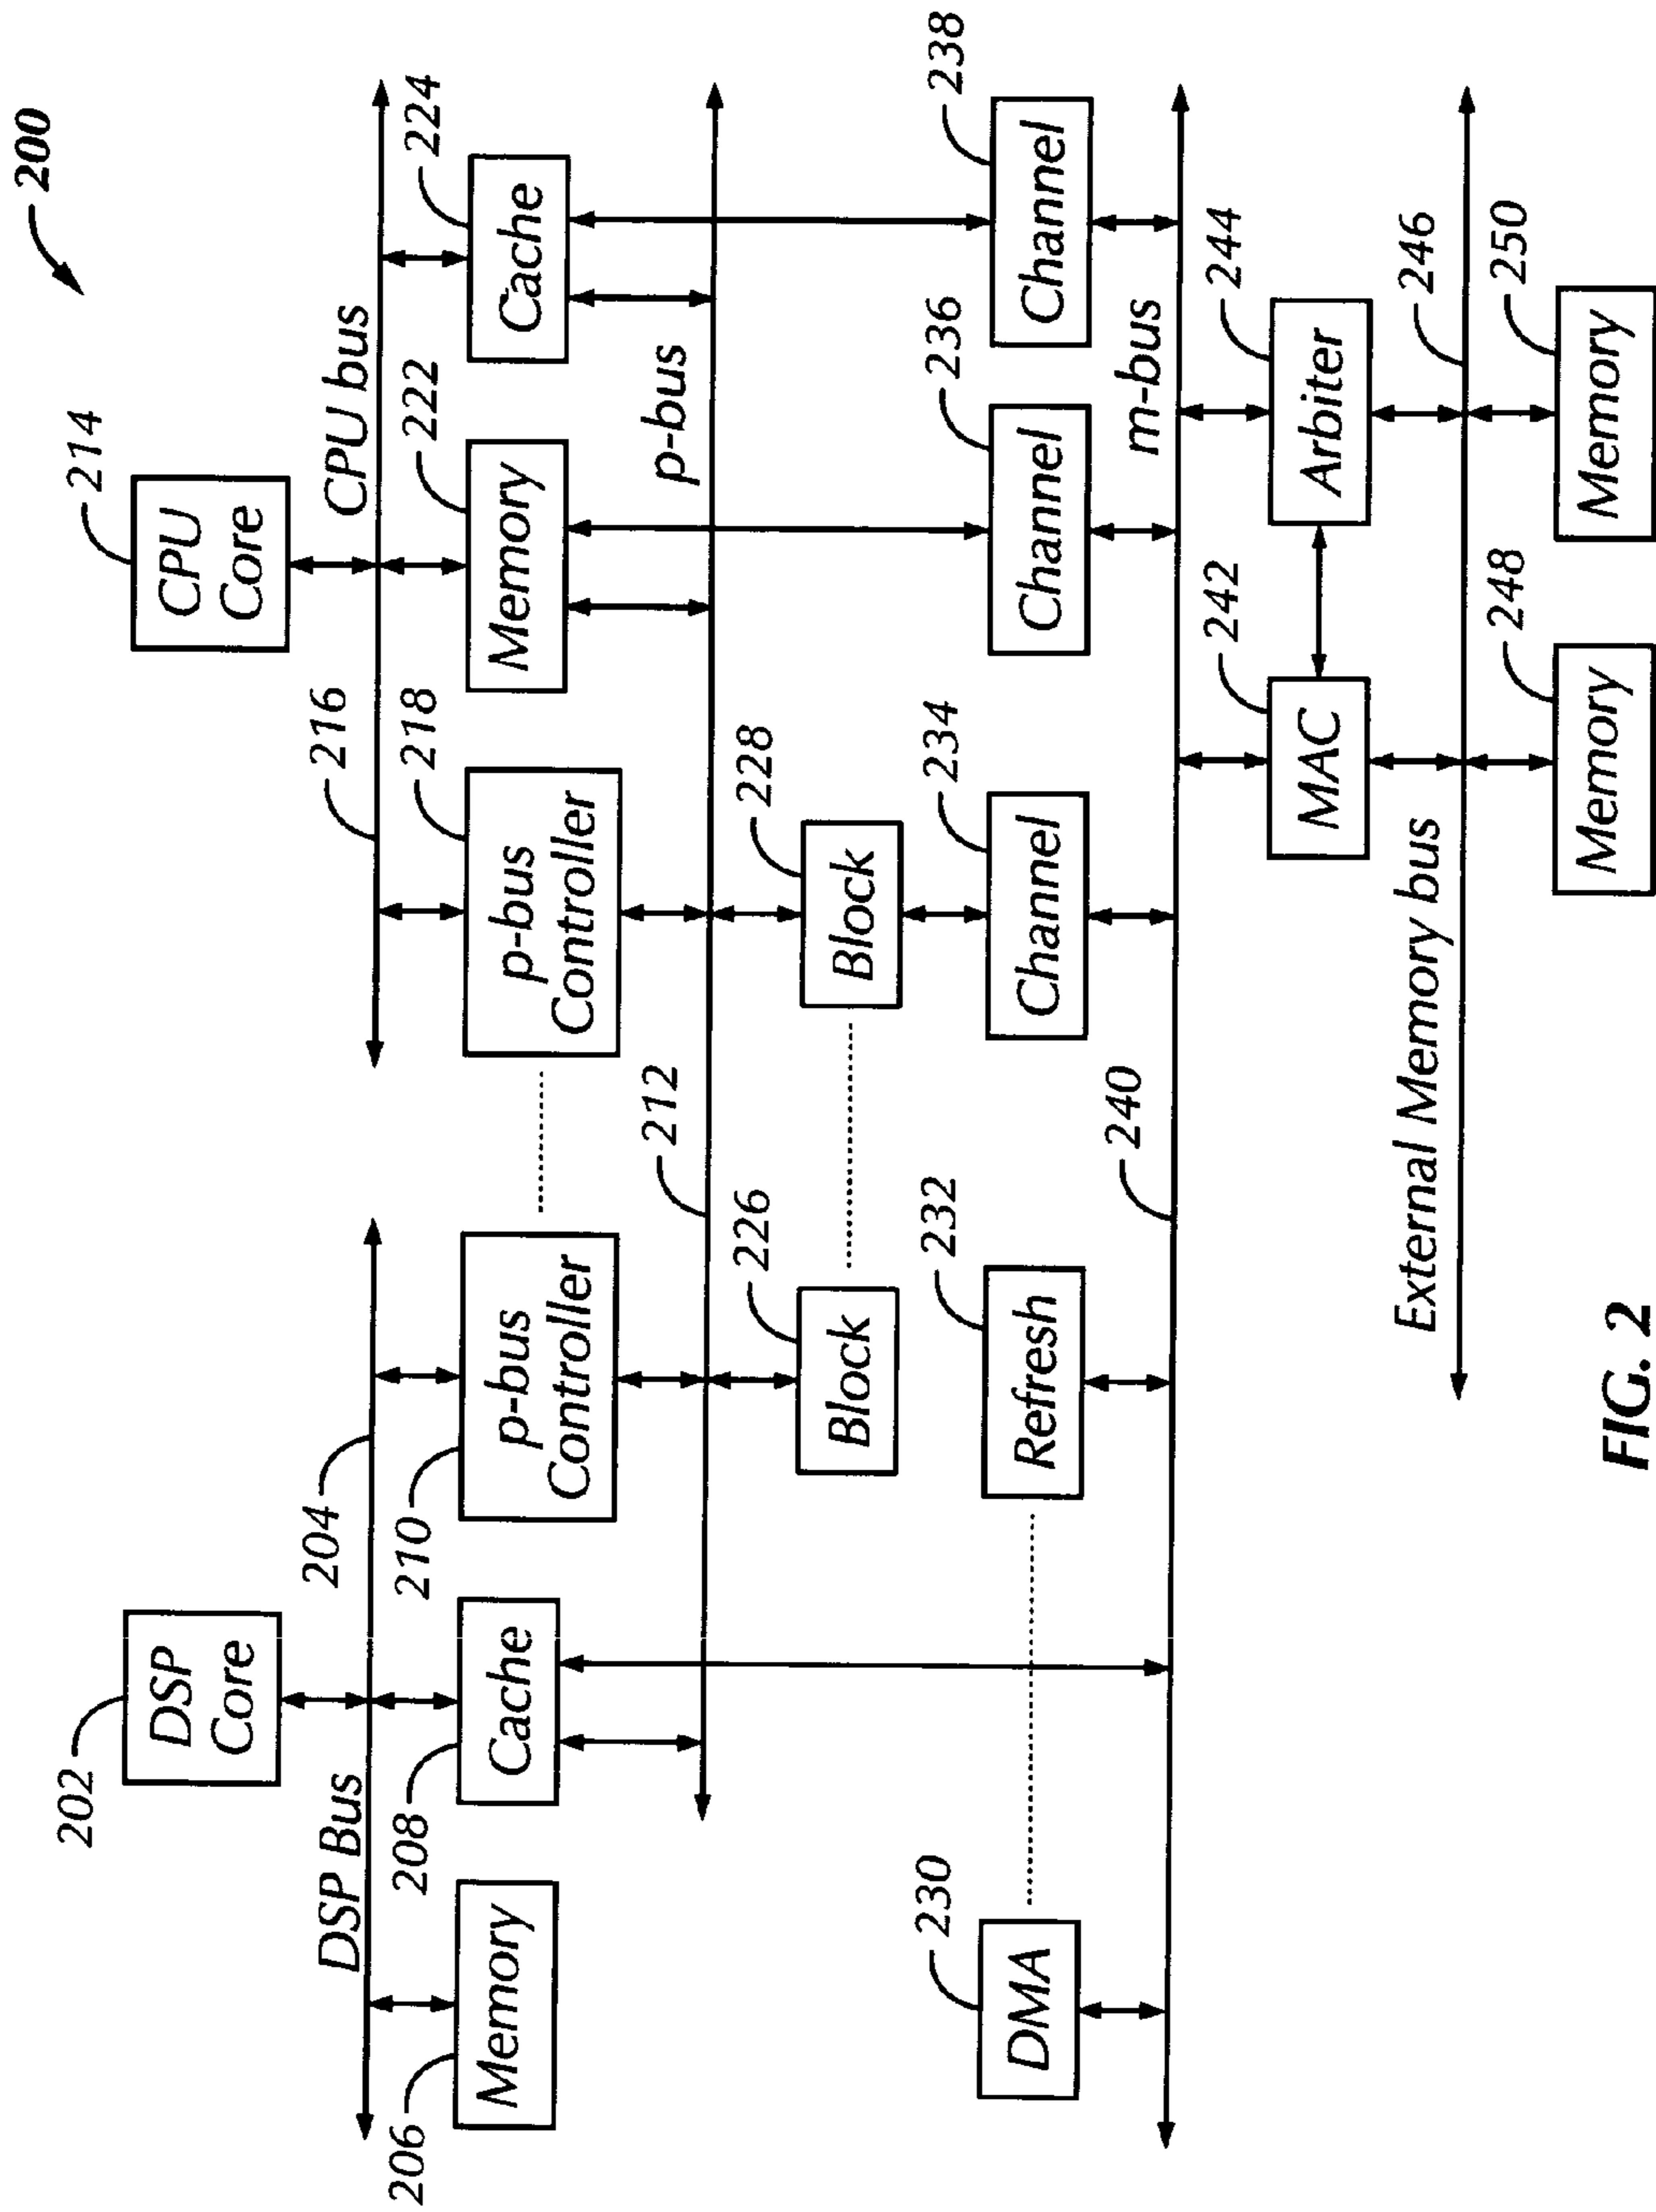 200
202
DSP
Core
214
CPU
Core
DSP Bus
204
216
CPU bus
206
Memory
208
Cache
210
p-bus
Controller
218
p-bus
Controller
222
Memory
224
Cache
212
p-bus
226
Block
228
Block
230
DMA
232
Refresh
234
Channel
236
Channel
238
Channel
240
m-bus
242
MAC
244
Arbiter
External Memory bus
246
248
Memory
250
Memory
FIG. 2